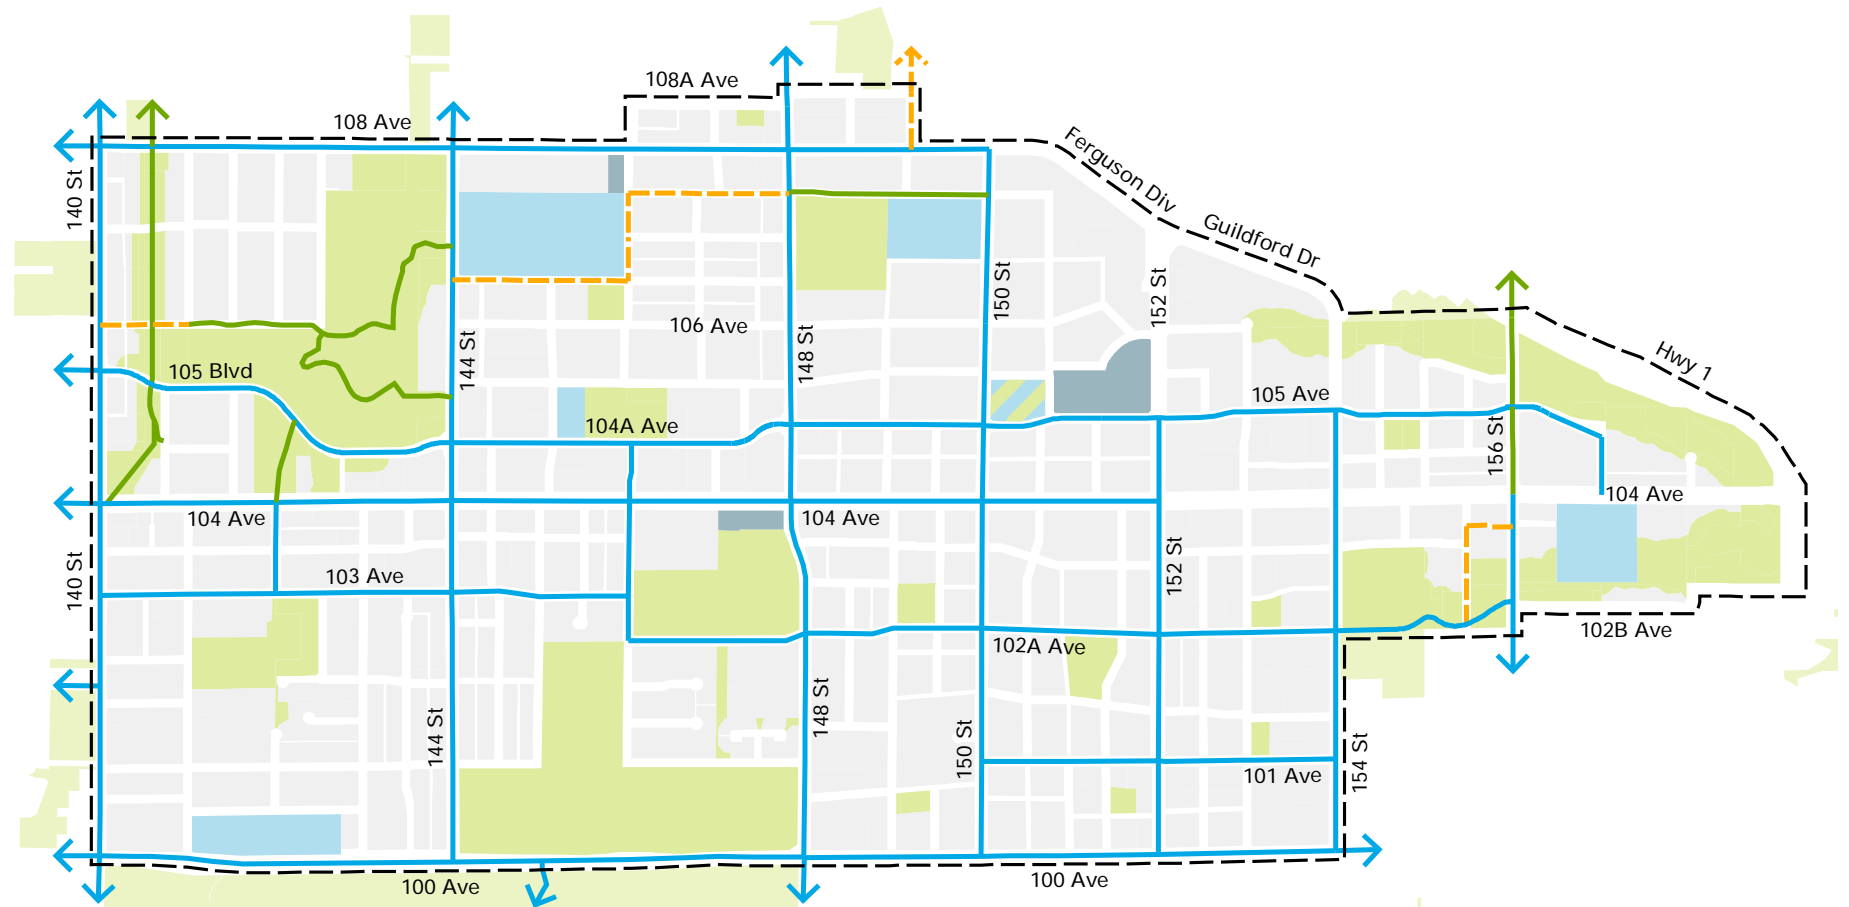 108A Ave
108 Ave
Ferguson Div
140 St
Guildford Dr
150 St
152 St
106 Ave
148 St
144 St
Hwy 1
105 Blvd
105 Ave
104A Ave
156 St
104 Ave
104 Ave
104 Ave
140 St
152 St
103 Ave
102B Ave
102A Ave
148 St
144 St
150 St
154 St
101 Ave
100 Ave
100 Ave